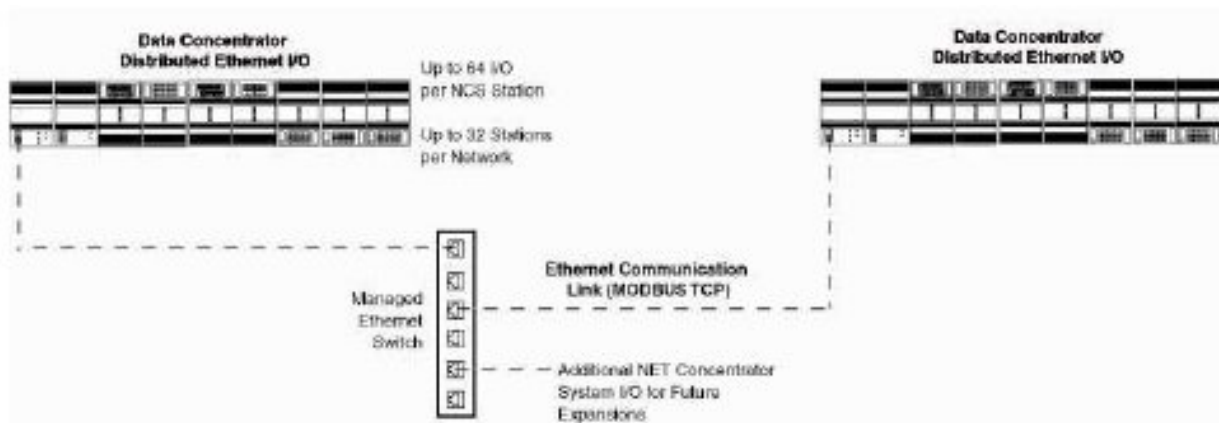 Data Concentrator
Distributed Ethernet I/O
Up to 64 I/O
per NCS Station
Up to 32 Stations
per Network
Data Concentrator
Distributed Ethernet I/O
Managed
Ethernet
Switch
Ethernet Communication
Link (MODBUS TCP)
Additional NET Concentrator
System I/O for Future
Expansions